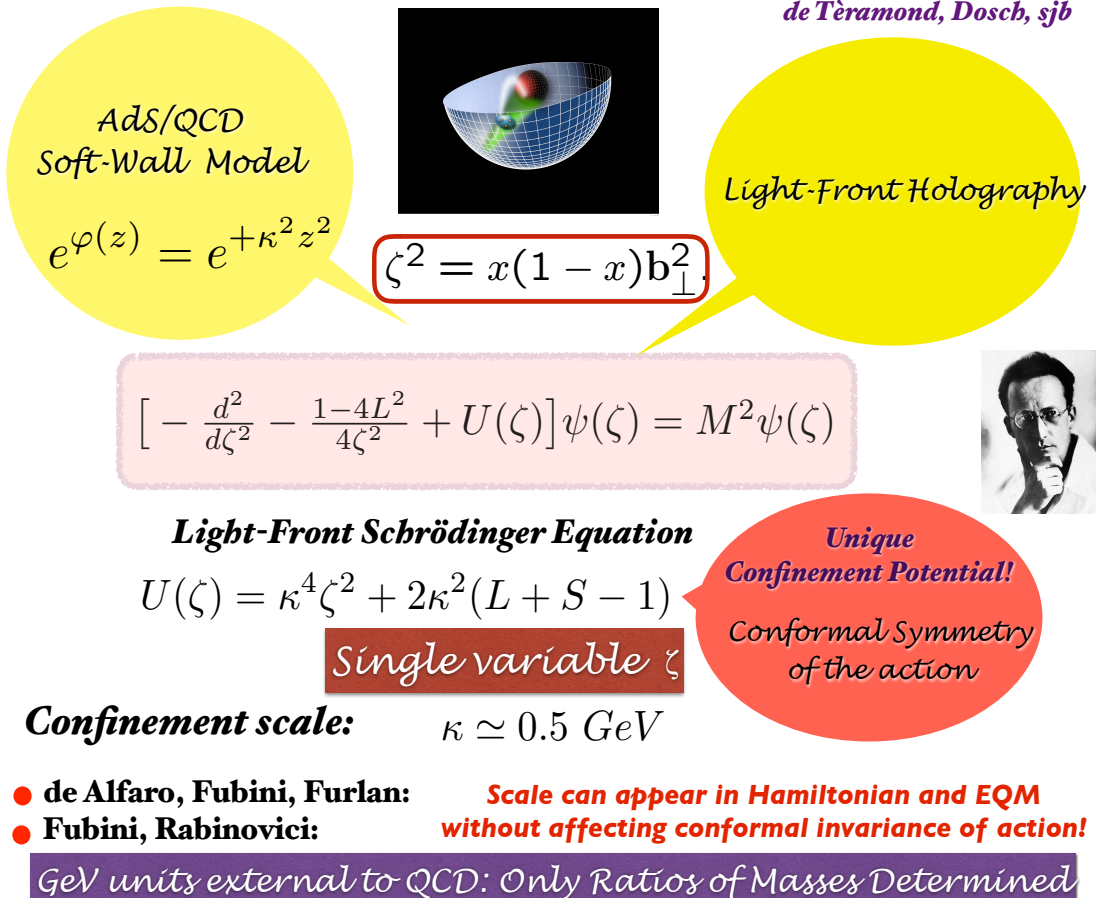 de Tèramond, Dosch, sjb
AdS/QCD
Soft-Wall Model
e^{φ(z)} = e^{+κ²z²}
ζ² = x(1 − x)b²_⊥.
Light-Front Holography
[ − d²/dζ² − (1−4L²)/4ζ² + U(ζ)]ψ(ζ) = M²ψ(ζ)
Light-Front Schrödinger Equation
U(ζ) = κ⁴ζ² + 2κ²(L + S − 1)
Unique
Confinement Potential!
Conformal Symmetry
of the action
Single variable ζ
Confinement scale:   κ ≃ 0.5 GeV
• de Alfaro, Fubini, Furlan:
• Fubini, Rabinovici:
Scale can appear in Hamiltonian and EQM
without affecting conformal invariance of action!
GeV units external to QCD: Only Ratios of Masses Determined